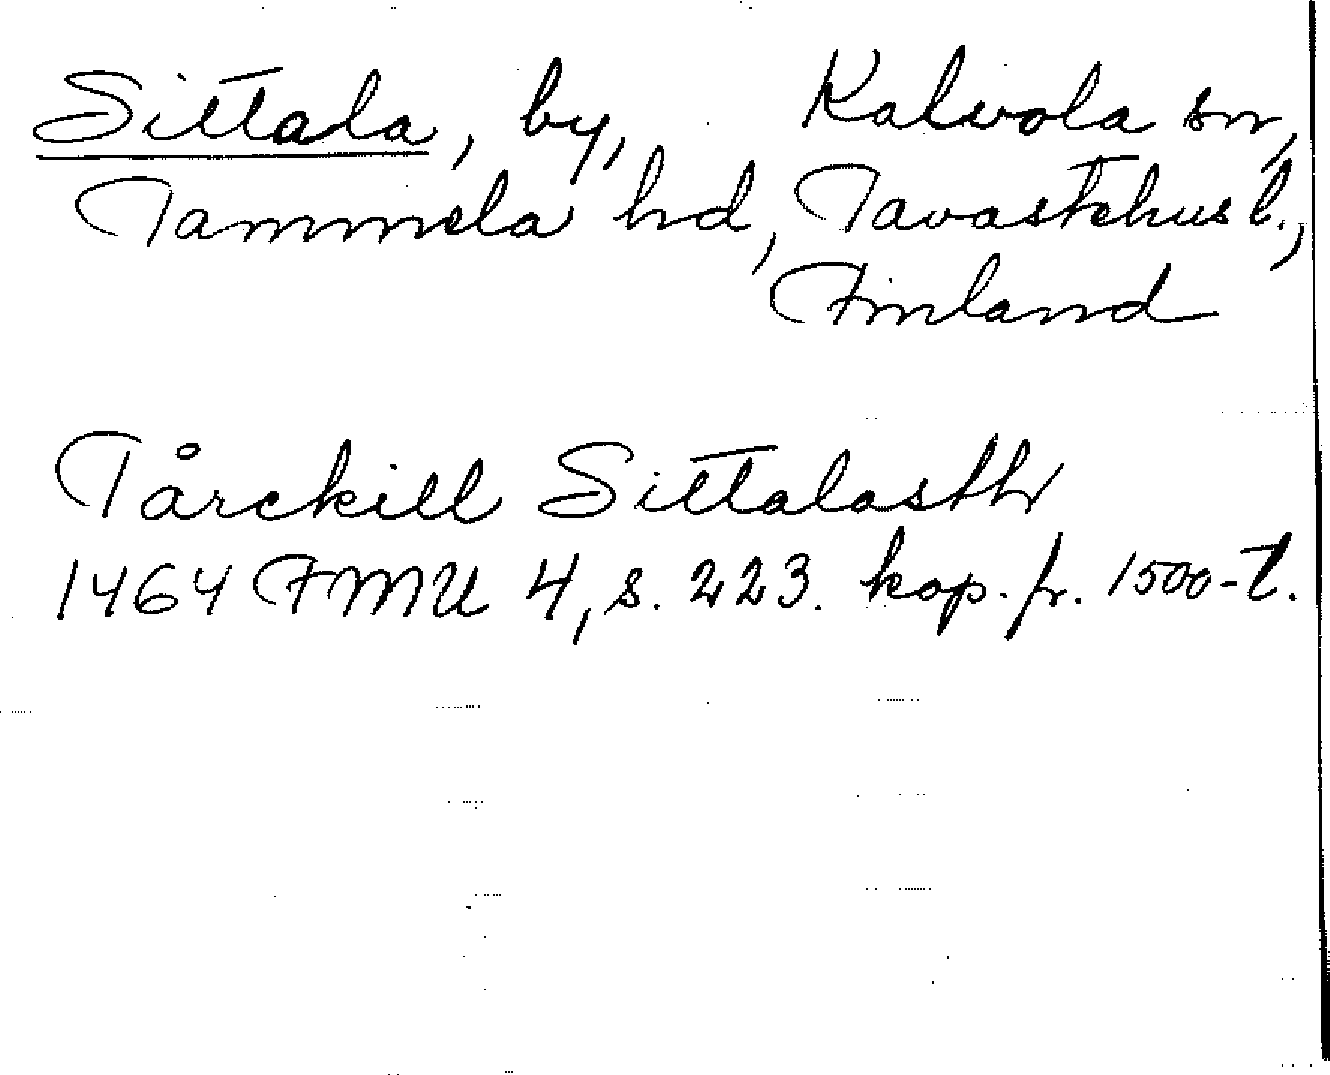 Sittala, by, Kalvola sn,
Tammela hd, Tavastehus l.,
Finland
Tårckill Sittalasth
1464 FMU 4, s. 223. kop. fr. 1500-t.